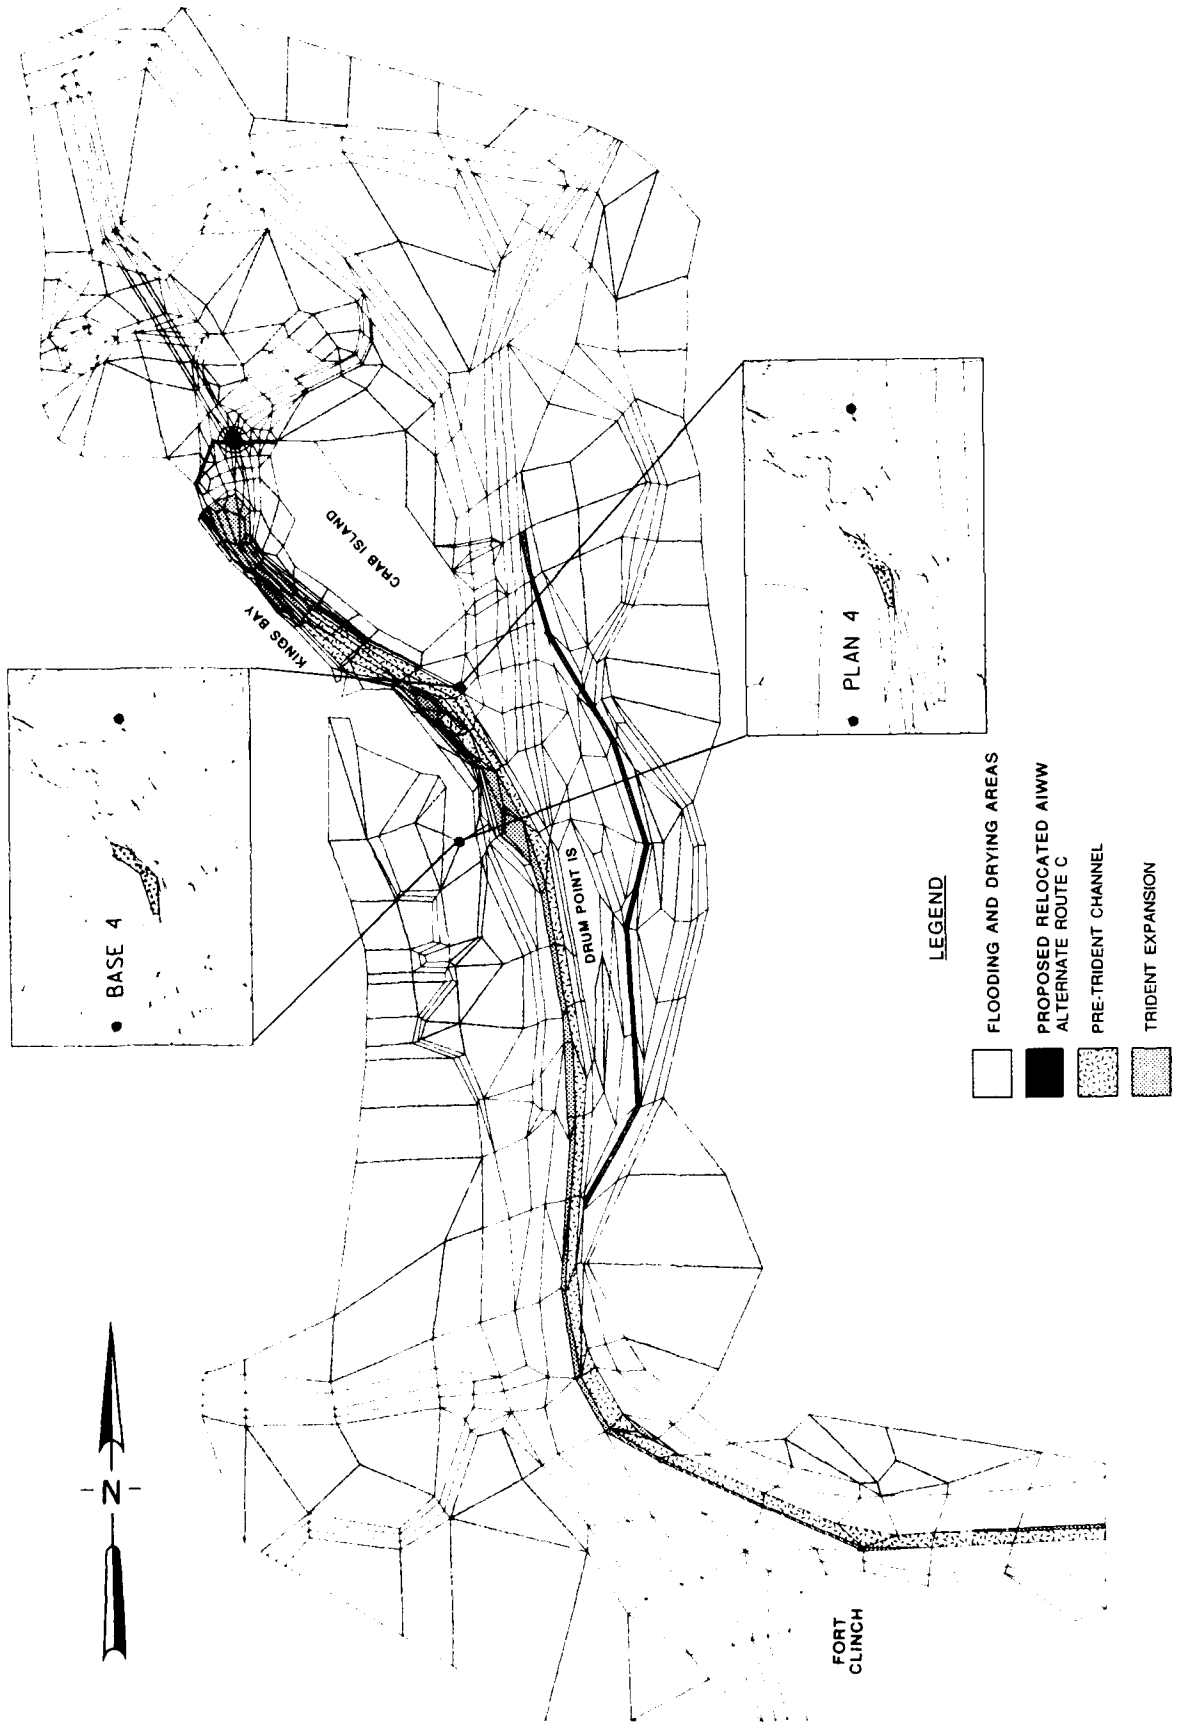 BASE 4
KINGS BAY
CRAB ISLAND
DRUM POINT IS
PLAN 4
N
FORT
CLINCH
LEGEND
FLOODING AND DRYING AREAS
PROPOSED RELOCATED AIWW
ALTERNATE ROUTE C
PRE-TRIDENT CHANNEL
TRIDENT EXPANSION